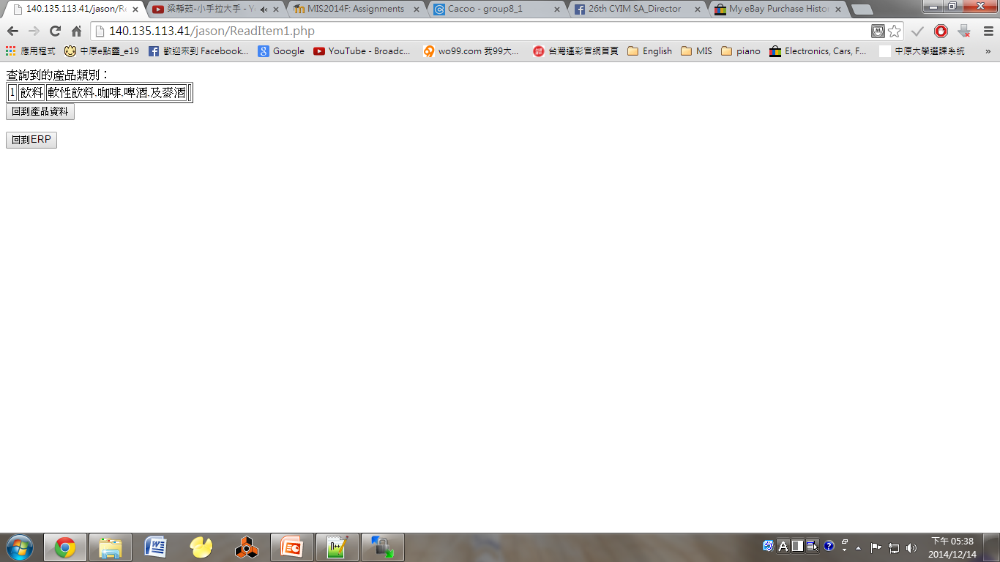 140.135.113.41/jason/Re
梁靜茹-小手拉大手 - Y
MIS2014F: Assignments
Cacoo - group8_1
26th CYIM SA_Director
My eBay Purchase Histor
140.135.113.41/jason/ReadItem1.php
應用程式 中原e點靈_e19 歡迎來到 Facebook... Google YouTube - Broadc... wo99.com 我99大... 台灣運彩官網首頁 English MIS piano Electronics, Cars, F... 中原大學選課系統 »
查詢到的產品類別：
1 飲料 軟性飲料,咖啡,啤酒,及麥酒
回到產品資料
回到ERP
A
下午 05:38
2014/12/14